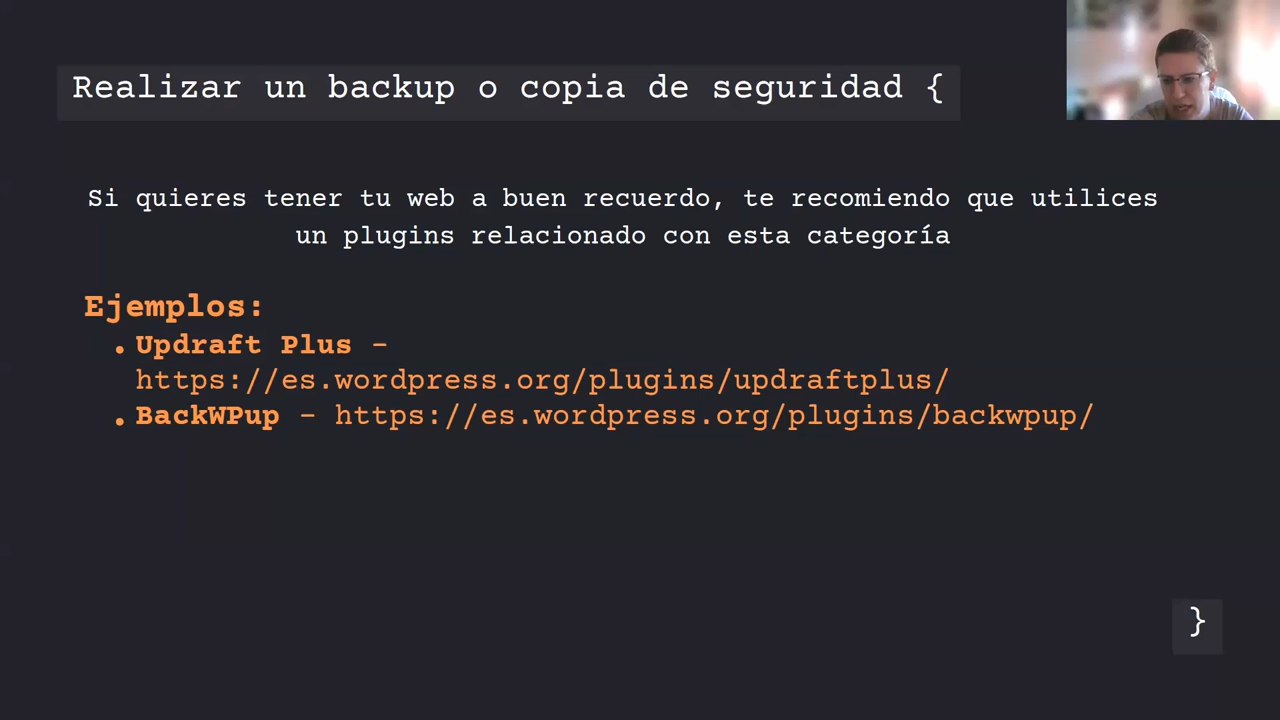 Realizar un backup o copia de seguridad {
Si quieres tener tu web a buen recuerdo, te recomiendo que utilices
un plugins relacionado con esta categoría
Ejemplos:
• Updraft Plus -
https://es.wordpress.org/plugins/updraftplus/
• BackWPup - https://es.wordpress.org/plugins/backwpup/
}